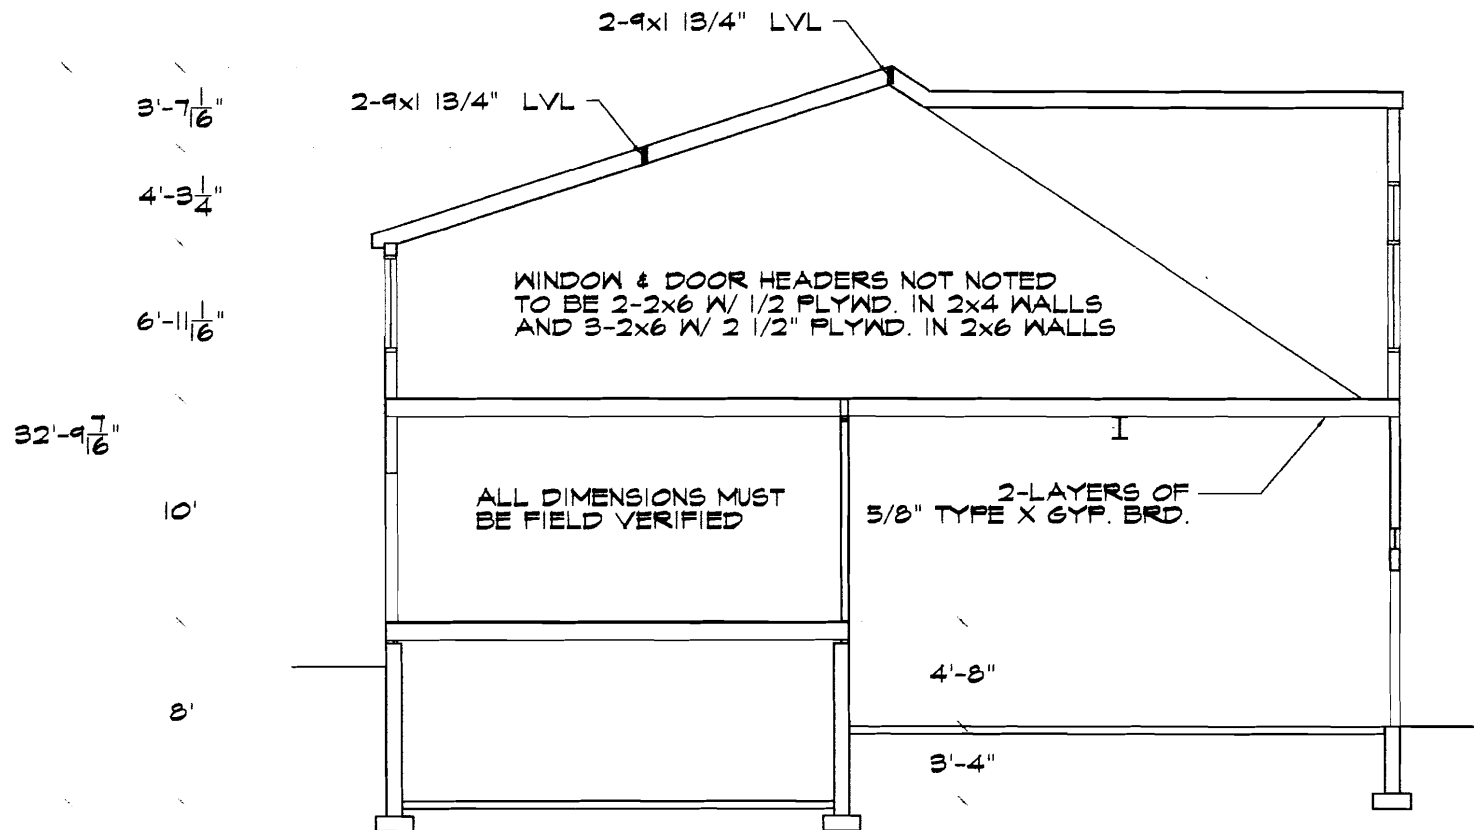 2-9x1 13/4" LVL
3'-7 1/16"
2-9x1 13/4" LVL
4'-3 1/4"
WINDOW & DOOR HEADERS NOT NOTED
TO BE 2-2x6 W/ 1/2 PLYWD. IN 2x4 WALLS
AND 3-2x6 W/ 2 1/2" PLYWD. IN 2x6 WALLS
6'-11 1/16"
32'-9 7/16"
10'
ALL DIMENSIONS MUST
BE FIELD VERIFIED
2-LAYERS OF
5/8" TYPE X GYP. BRD.
4'-8"
8'
3'-4"